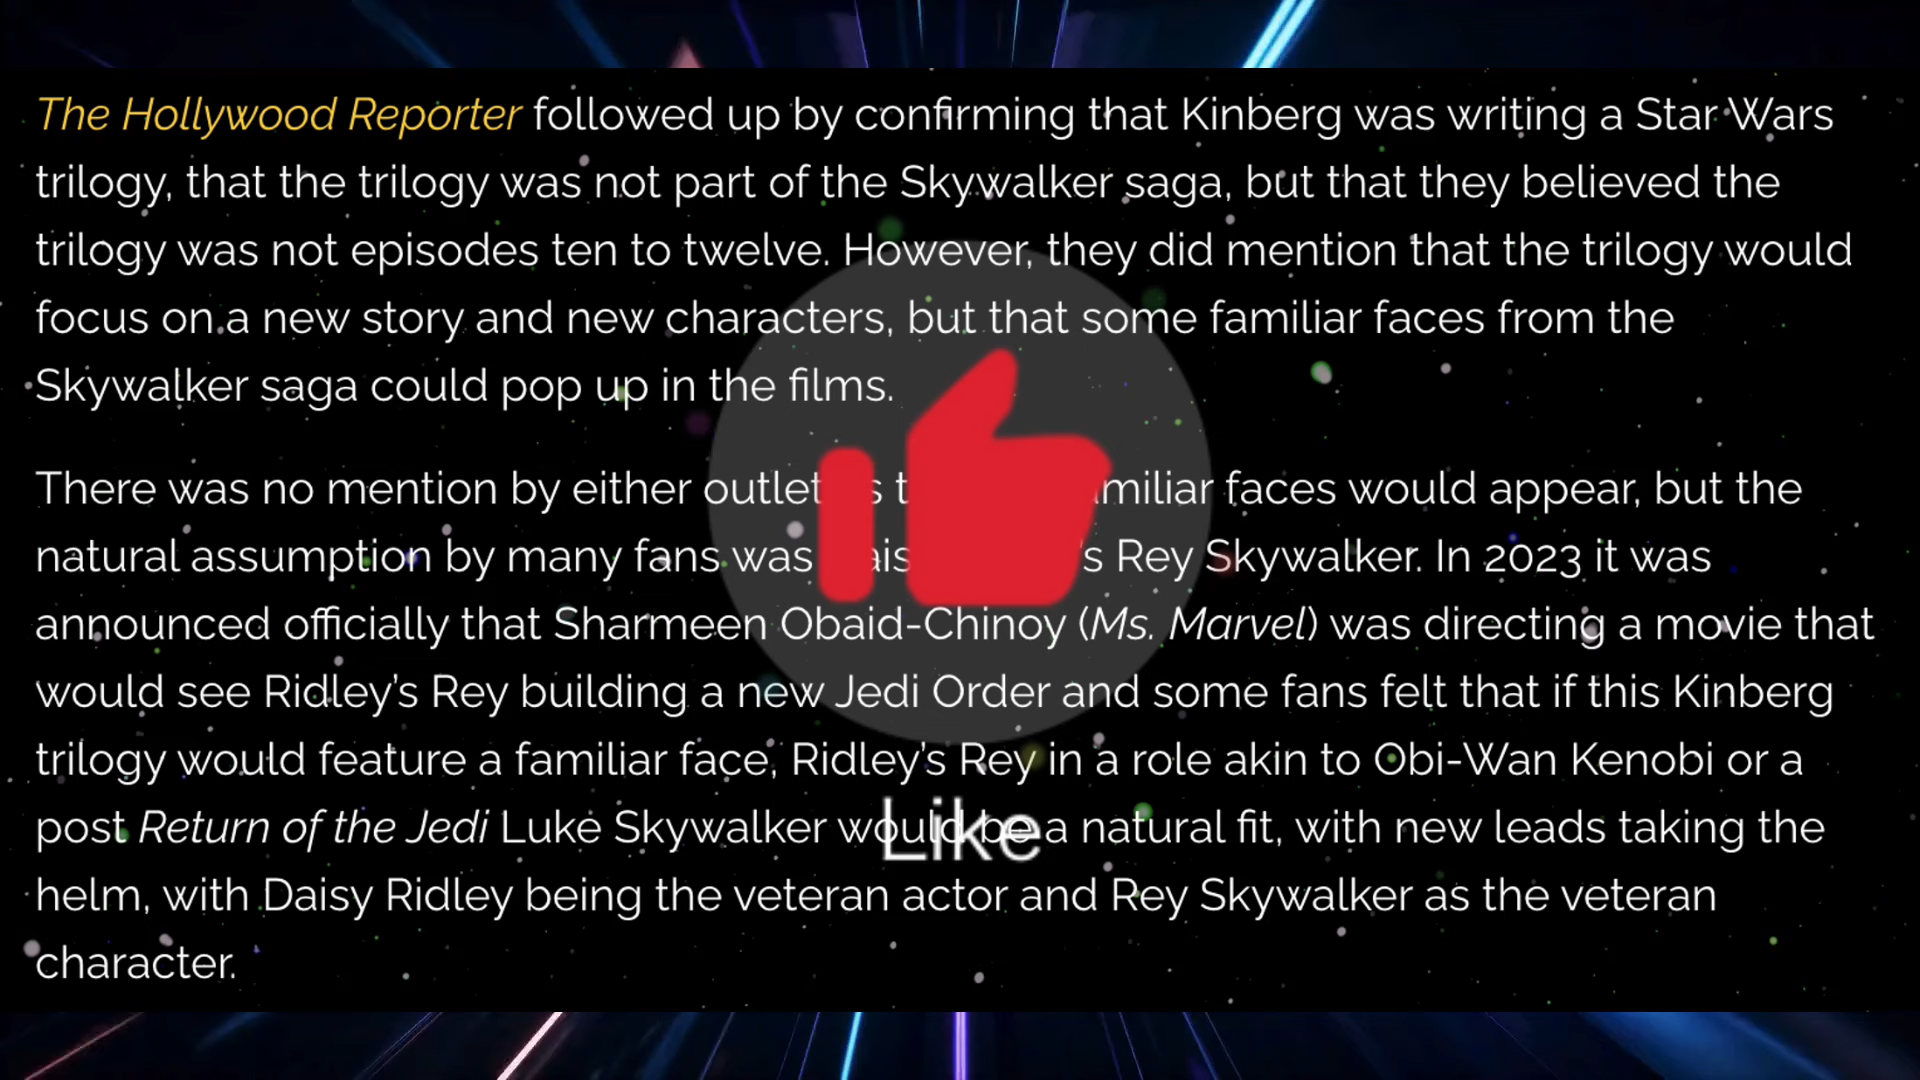 The Hollywood Reporter followed up by confirming that Kinberg was writing a Star Wars
trilogy, that the trilogy was not part of the Skywalker saga, but that they believed the
trilogy was not episodes ten to twelve. However, they did mention that the trilogy would
focus on a new story and new characters, but that some familiar faces from the
Skywalker saga could pop up in the films.
There was no mention by either outlet faces would appear, but the
natural assumption by many fans was Rey Skywalker. In 2023 it was
announced officially that Sharmeen Obaid-Chinoy (Ms. Marvel) was directing a movie that
would see Ridley's Rey building a new Jedi Order and some fans felt that if this Kinberg
trilogy would feature a familiar face, Ridley's Rey in a role akin to Obi-Wan Kenobi or a
post Return of the Jedi Luke Skywalker would be a natural fit, with new leads taking the
Like
helm, with Daisy Ridley being the veteran actor and Rey Skywalker as the veteran
character.